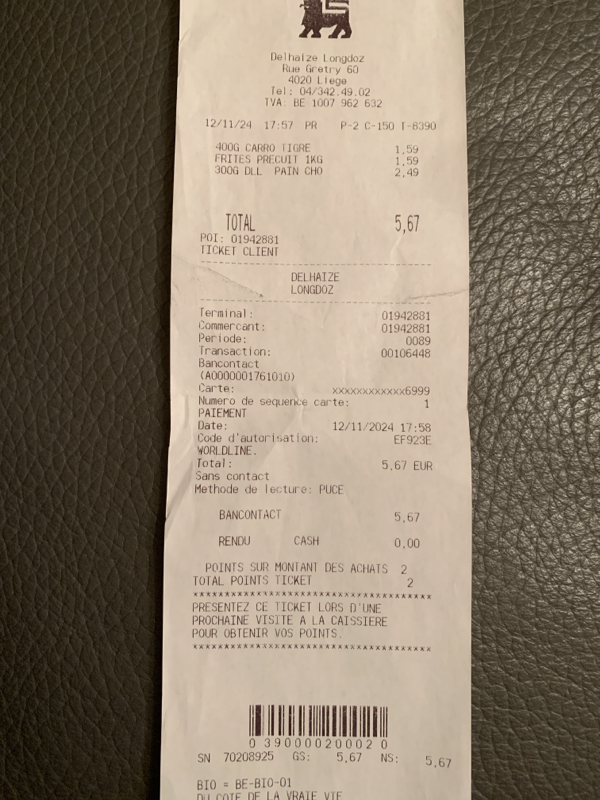 Delhaize Longdoz
Rue Gretry 60
4020 Liege
Tel: 04/342.49.02
TVA: BE 1007 962 632
12/11/24 17:57 PR P-2 C-150 T-8390
400G CARRO TIGRE 1,59
FRITES PRECUIT 1KG 1,59
300G DLL PAIN CHO 2,49
TOTAL 5,67
POI: 01942881
TICKET CLIENT
DELHAIZE
LONGDOZ
Terminal: 01942881
Commercant: 01942881
Periode: 0089
Transaction: 00106448
Bancontact
(A0000001761010)
Carte: xxxxxxxxxxxx6999
Numero de sequence carte: 1
PAIEMENT
Date: 12/11/2024 17:58
Code d'autorisation: EF923E
WORLDLINE.
Total: 5,67 EUR
Sans contact
Methode de lecture: PUCE
BANCONTACT 5,67
RENDU CASH 0,00
POINTS SUR MONTANT DES ACHATS 2
TOTAL POINTS TICKET 2
************************************
PRESENTEZ CE TICKET LORS D'UNE
PROCHAINE VISITE A LA CAISSIERE
POUR OBTENIR VOS POINTS.
************************************
0 39000020002 0
SN 70208925 GS: 5,67 NS: 5,67
BIO = BE-BIO-01
DU COTE DE LA VRAIE VIE